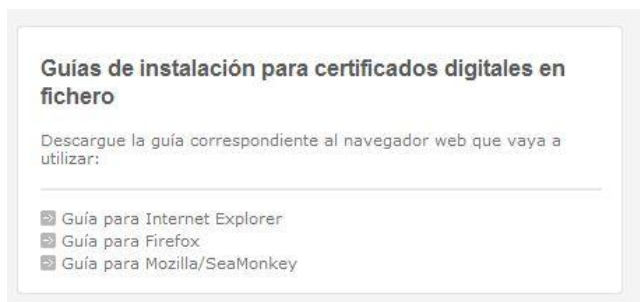 Guías de instalación para certificados digitales en
fichero
Descargue la guía correspondiente al navegador web que vaya a
utilizar:
Guía para Internet Explorer
Guía para Firefox
Guía para Mozilla/SeaMonkey